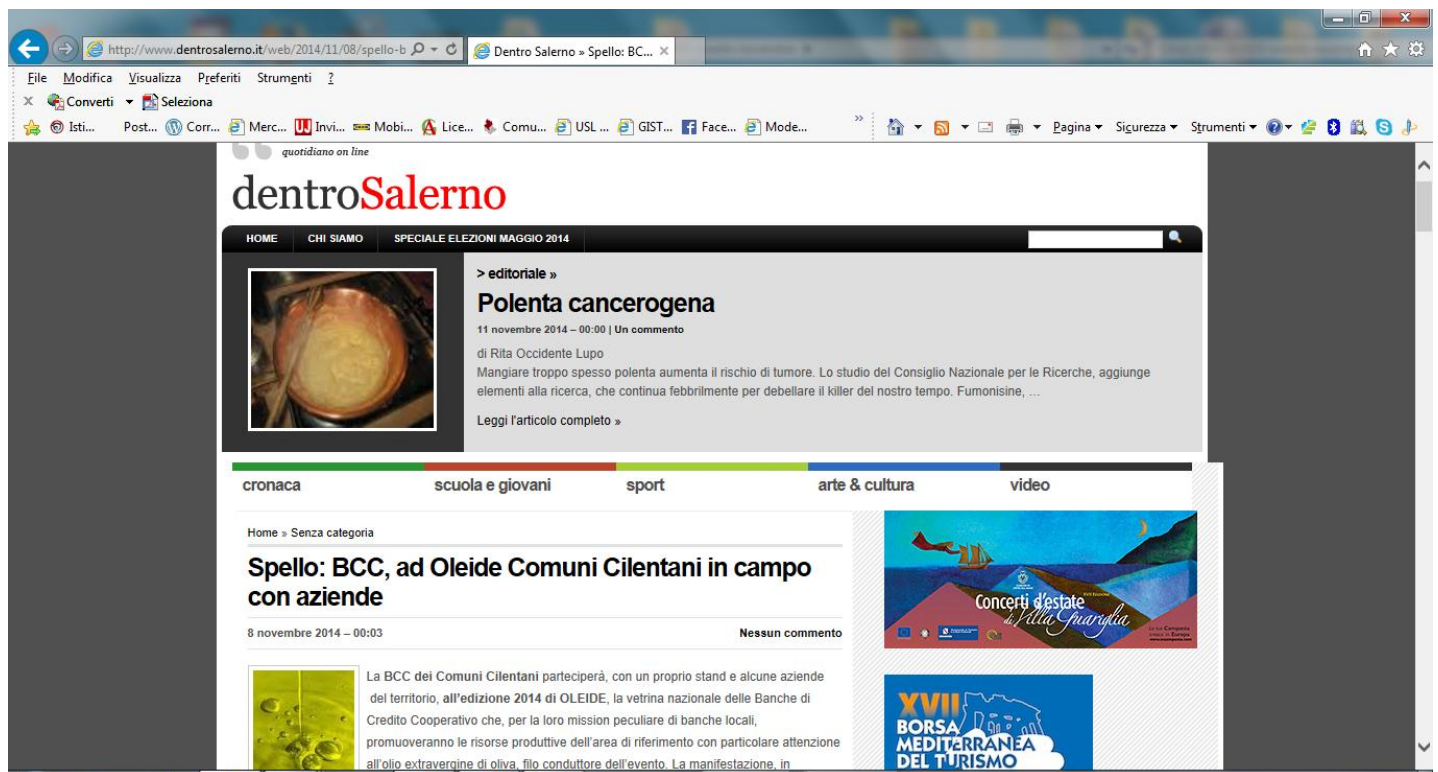 http://www.dentrosalerno.it/web/2014/11/08/spello-b
Dentro Salerno » Spello: BC...
File Modifica Visualizza Preferiti Strumenti ?
x Converti Seleziona
Isti... Post... Corr... Merc... Invi... Mobi... Lice... Comu... USL ... GIST... Face... Mode... » Pagina Sicurezza Strumenti
quotidiano on line
dentroSalerno
HOME CHI SIAMO SPECIALE ELEZIONI MAGGIO 2014
> editoriale »
Polenta cancerogena
11 novembre 2014 – 00:00 | Un commento
di Rita Occidente Lupo
Mangiare troppo spesso polenta aumenta il rischio di tumore. Lo studio del Consiglio Nazionale per le Ricerche, aggiunge
elementi alla ricerca, che continua febbrilmente per debellare il killer del nostro tempo. Fumonisine, …
Leggi l'articolo completo »
cronaca scuola e giovani sport arte & cultura video
Home » Senza categoria
Spello: BCC, ad Oleide Comuni Cilentani in campo
con aziende
8 novembre 2014 – 00:03 Nessun commento
La BCC dei Comuni Cilentani parteciperà, con un proprio stand e alcune aziende
del territorio, all'edizione 2014 di OLEIDE, la vetrina nazionale delle Banche di
Credito Cooperativo che, per la loro mission peculiare di banche locali,
promuoveranno le risorse produttive dell'area di riferimento con particolare attenzione
all'olio extravergine di oliva, filo conduttore dell'evento. La manifestazione, in
Concerti d'estate
di Villa Guariglia
XVII
BORSA
MEDITERRANEA
DEL TURISMO